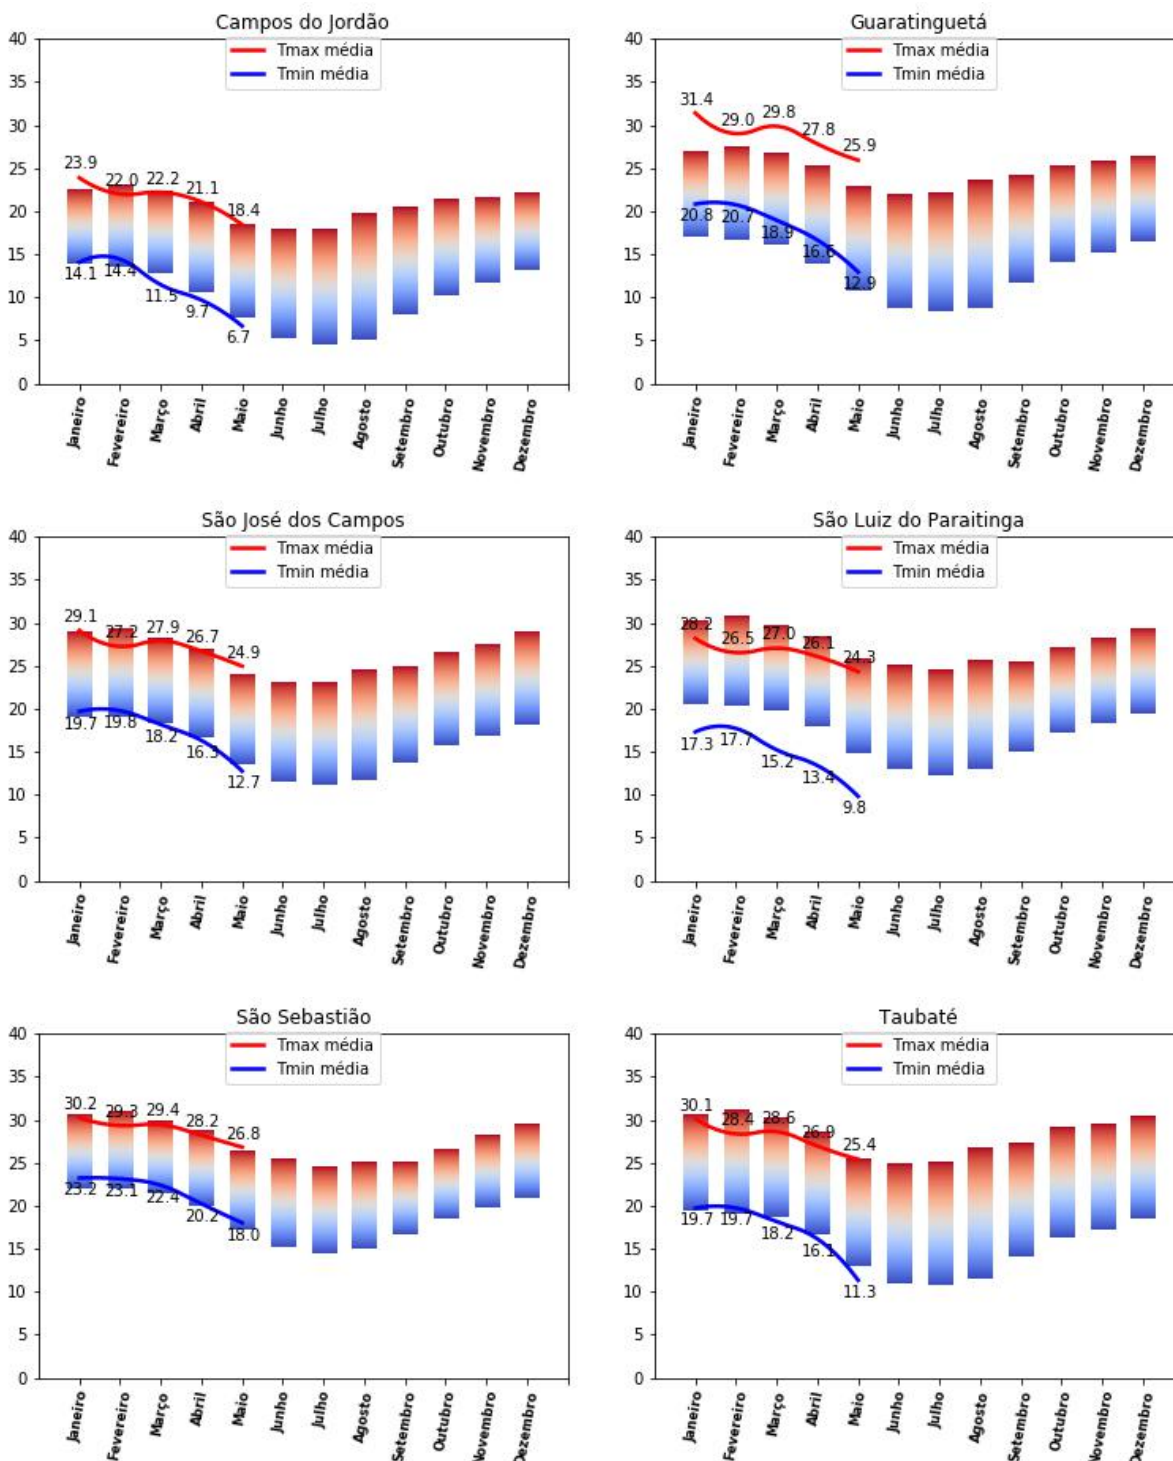 Campos do Jordão
Tmax média
Tmin média
40
35
30
25
20
15
10
5
0
23.9
22.0
22.2
21.1
18.4
14.1
14.4
11.5
9.7
6.7
Janeiro
Fevereiro
Março
Abril
Maio
Junho
Julho
Agosto
Setembro
Outubro
Novembro
Dezembro
Guaratinguetá
Tmax média
Tmin média
40
35
30
25
20
15
10
5
0
31.4
29.0
29.8
27.8
25.9
20.8
20.7
18.9
16.6
12.9
Janeiro
Fevereiro
Março
Abril
Maio
Junho
Julho
Agosto
Setembro
Outubro
Novembro
Dezembro
São José dos Campos
Tmax média
Tmin média
40
35
30
25
20
15
10
5
0
29.1
27.2
27.9
26.7
24.9
19.7
19.8
18.2
16.3
12.7
Janeiro
Fevereiro
Março
Abril
Maio
Junho
Julho
Agosto
Setembro
Outubro
Novembro
Dezembro
São Luiz do Paraitinga
Tmax média
Tmin média
40
35
30
25
20
15
10
5
0
28.2
26.5
27.0
26.1
24.3
17.3
17.7
15.2
13.4
9.8
Janeiro
Fevereiro
Março
Abril
Maio
Junho
Julho
Agosto
Setembro
Outubro
Novembro
Dezembro
São Sebastião
Tmax média
Tmin média
40
35
30
25
20
15
10
5
0
30.2
29.3
29.4
28.2
26.8
23.2
23.1
22.4
20.2
18.0
Janeiro
Fevereiro
Março
Abril
Maio
Junho
Julho
Agosto
Setembro
Outubro
Novembro
Dezembro
Taubaté
Tmax média
Tmin média
40
35
30
25
20
15
10
5
0
30.1
28.4
28.6
26.9
25.4
19.7
19.7
18.2
16.1
11.3
Janeiro
Fevereiro
Março
Abril
Maio
Junho
Julho
Agosto
Setembro
Outubro
Novembro
Dezembro